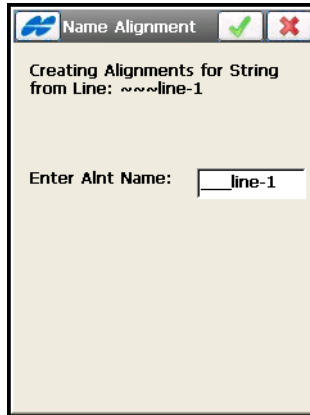 Name Alignment
Creating Alignments for String
from Line: ~~~line-1
Enter Alnt Name:
___line-1